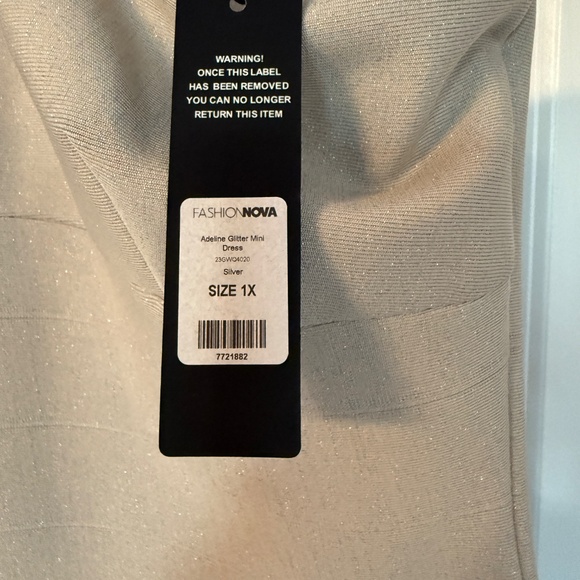 WARNING!
ONCE THIS LABEL
HAS BEEN REMOVED
YOU CAN NO LONGER
RETURN THIS ITEM
FASHIONNOVA
Adeline Glitter Mini
Dress
23GWQ4020
Silver
SIZE 1X
7721882